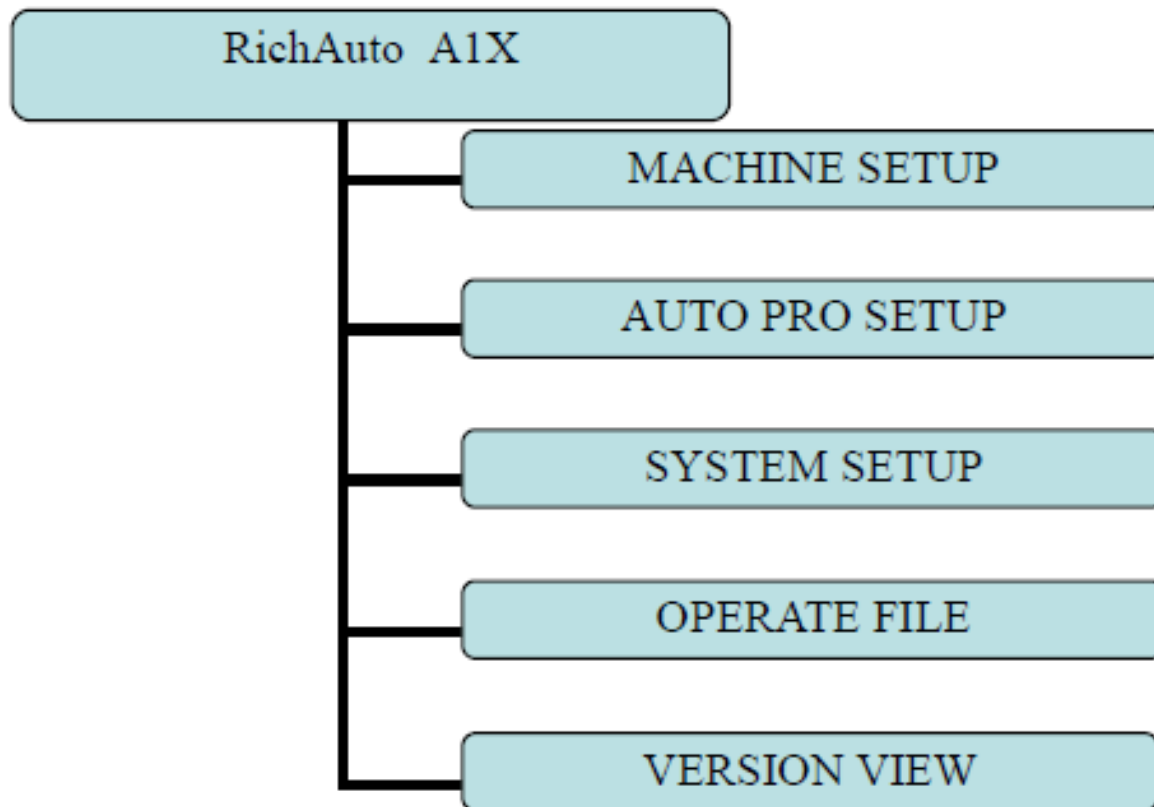 RichAuto A1X
MACHINE SETUP
AUTO PRO SETUP
SYSTEM SETUP
OPERATE FILE
VERSION VIEW